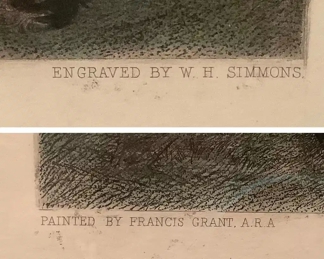 ENGRAVED BY W. H. SIMMONS.
PAINTED BY FRANCIS GRANT, A.R.A